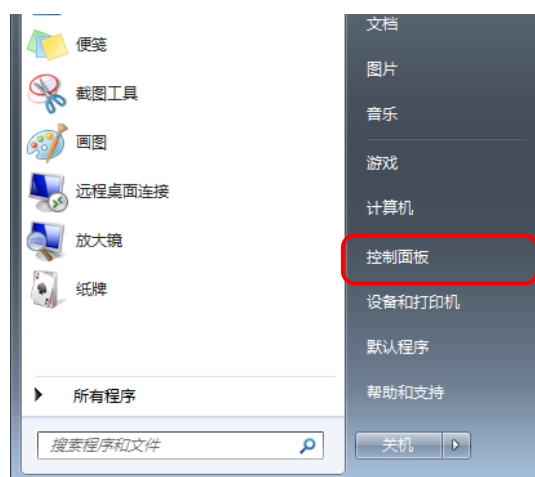 便笺
截图工具
画图
远程桌面连接
放大镜
纸牌
所有程序
搜索程序和文件
文档
图片
音乐
游戏
计算机
控制面板
设备和打印机
默认程序
帮助和支持
关机